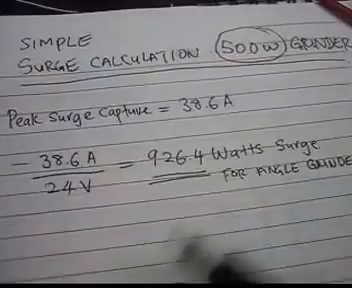 SIMPLE
SURGE CALCULATION 500W GRINDER
Peak Surge Capture = 38.6 A
- 38.6 A = 926.4 Watts Surge
24 V FOR ANGLE GRINDE